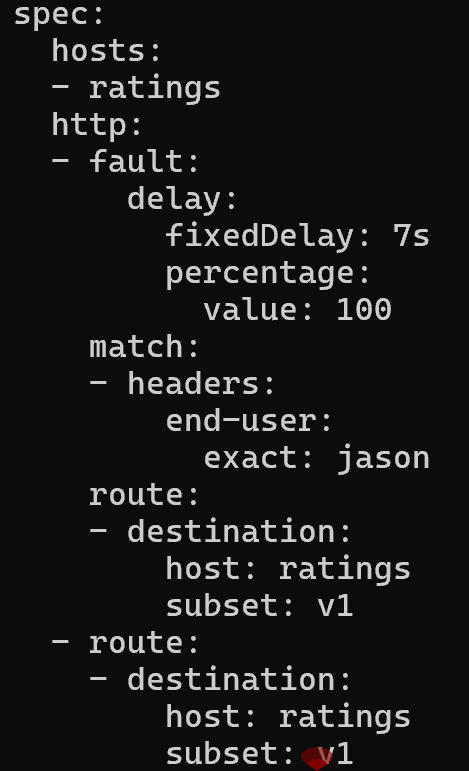 spec:
  hosts:
  - ratings
  http:
  - fault:
      delay:
        fixedDelay: 7s
        percentage:
          value: 100
    match:
    - headers:
        end-user:
          exact: jason
    route:
    - destination:
        host: ratings
        subset: v1
  - route:
    - destination:
        host: ratings
        subset: v1